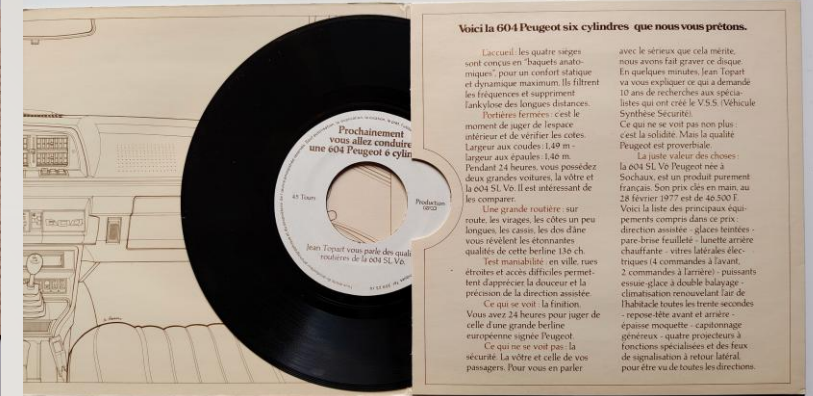 Prochainement
vous allez conduire
une 604 Peugeot 6 cylin
45 Tours
Production
Jean Topart vous parle des quali
routières de la 604 SL V6.
Voici la 604 Peugeot six cylindres que nous vous prêtons.
L'accueil : les quatre sièges
sont conçus en "baquets anato-
miques", pour un confort statique
et dynamique maximum. Ils filtrent
les fréquences et suppriment
l'ankylose des longues distances.
Portières fermées : c'est le
moment de juger de l'espace
intérieur et de vérifier les cotes.
Largeur aux coudes : 1,49 m -
largeur aux épaules : 1,46 m.
Pendant 24 heures, vous possédez
deux grandes voitures, la vôtre et
la 604 SL V6. Il est intéressant de
les comparer.
Une grande routière : sur
route, les virages, les côtes un peu
longues, les cassis, les dos d'âne
vous révèlent les étonnantes
qualités de cette berline 136 ch.
Test maniabilité : en ville, rues
étroites et accès difficiles permet-
tent d'apprécier la douceur et la
précision de la direction assistée.
Ce qui se voit : la finition.
Vous avez 24 heures pour juger de
celle d'une grande berline
européenne signée Peugeot.
Ce qui ne se voit pas : la
sécurité. La vôtre et celle de vos
passagers. Pour vous en parler
avec le sérieux que cela mérite,
nous avons fait graver ce disque.
En quelques minutes, Jean Topart
va vous expliquer ce qui a demandé
10 ans de recherches aux spécia-
listes qui ont créé le V.S.S. (Véhicule
Synthèse Sécurité).
Ce qui ne se voit pas non plus :
c'est la solidité. Mais la qualité
Peugeot est proverbiale.
La juste valeur des choses :
la 604 SL V6 Peugeot née à
Sochaux, est un produit purement
français. Son prix clés en main, au
28 février 1977 est de 46.500 F.
Voici la liste des principaux équi-
pements compris dans ce prix :
direction assistée - glaces teintées -
pare-brise feuilleté - lunette arrière
chauffante - vitres latérales élec-
triques (4 commandes à l'avant,
2 commandes à l'arrière) - puissants
essuie-glace à double balayage -
climatisation renouvelant l'air de
l'habitacle toutes les trente secondes
- repose-tête avant et arrière -
épaisse moquette - capitonnage
généreux - quatre projecteurs à
fonctions spécialisées et des feux
de signalisation à retour latéral,
pour être vu de toutes les directions.